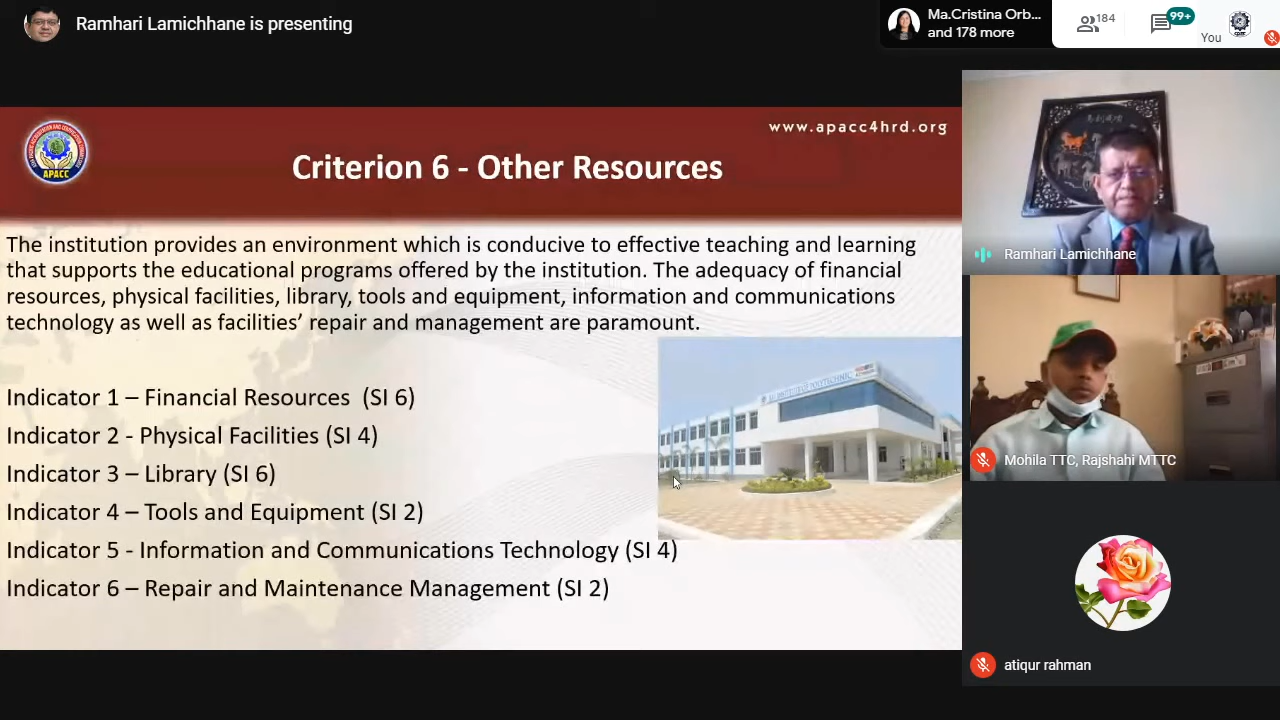 Ramhari Lamichhane is presenting
Ma.Cristina Orb...
and 178 more
184
99+
You
www.apacc4hrd.org
APACC
Criterion 6 - Other Resources
The institution provides an environment which is conducive to effective teaching and learning
that supports the educational programs offered by the institution. The adequacy of financial
resources, physical facilities, library, tools and equipment, information and communications
technology as well as facilities’ repair and management are paramount.
Indicator 1 – Financial Resources (SI 6)
Indicator 2 - Physical Facilities (SI 4)
Indicator 3 – Library (SI 6)
Indicator 4 – Tools and Equipment (SI 2)
Indicator 5 - Information and Communications Technology (SI 4)
Indicator 6 – Repair and Maintenance Management (SI 2)
Ramhari Lamichhane
Mohila TTC, Rajshahi MTTC
atiqur rahman